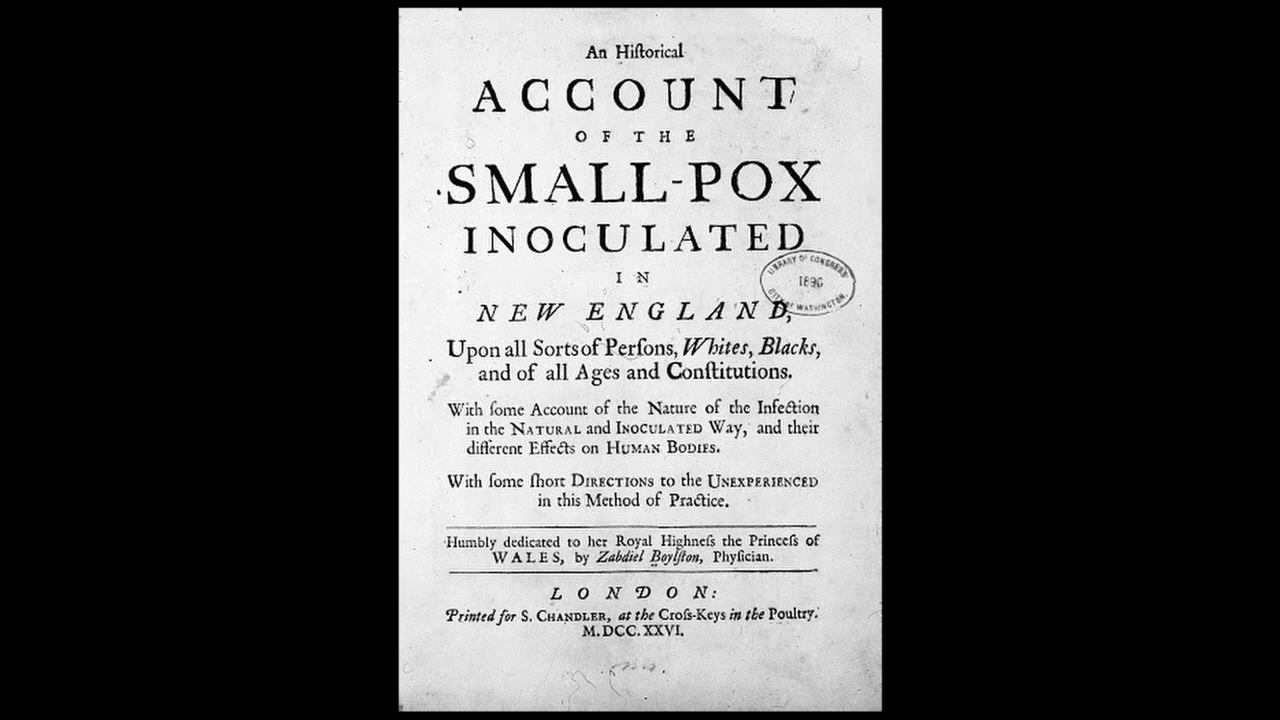 An Hiſtorical
ACCOUNT
OF THE
SMALL-POX
INOCULATED
IN
NEW ENGLAND,
Upon all Sorts of Perſons, Whites, Blacks,
and of all Ages and Conſtitutions.
With ſome Account of the Nature of the Infection
in the NATURAL and INOCULATED Way, and their
different Effects on HUMAN BODIES.
With ſome ſhort DIRECTIONS to the UNEXPERIENCED
in this Method of Practice.
Humbly dedicated to her Royal Highneſs the Princeſs of
WALES, by Zabdiel Boylſton, Phyſician.
LONDON:
Printed for S. CHANDLER, at the Croſs-Keys in the Poultry.
M.DCC.XXVI.
LIBRARY OF CONGRESS
1896
CITY OF WASHINGTON.